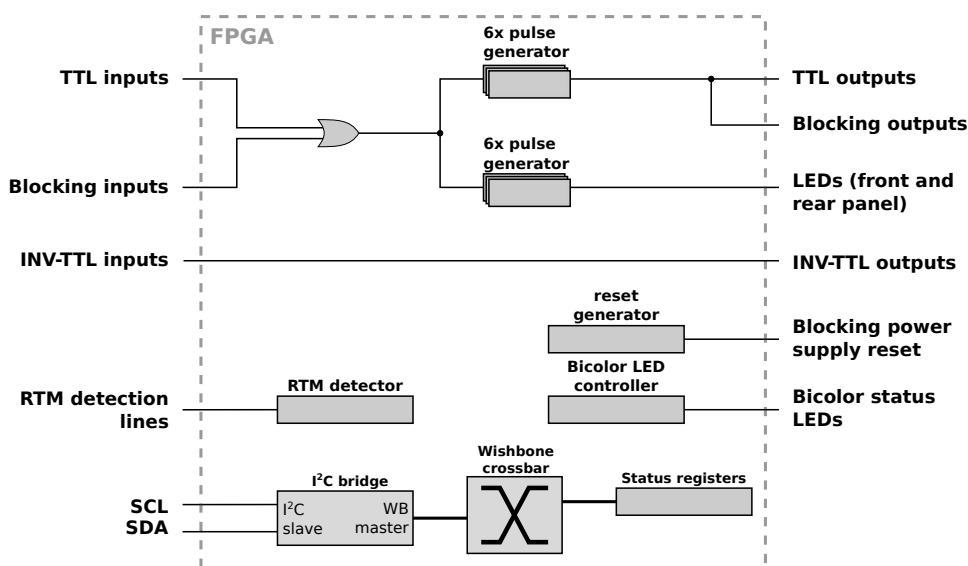 FPGA
6x pulse
generator
TTL inputs
TTL outputs
Blocking outputs
6x pulse
generator
Blocking inputs
LEDs (front and
rear panel)
INV-TTL inputs
INV-TTL outputs
reset
generator
Blocking power
supply reset
Bicolor LED
controller
RTM detector
RTM detection
lines
Bicolor status
LEDs
Wishbone
crossbar
I²C bridge
Status registers
SCL
SDA
I²C
slave
WB
master